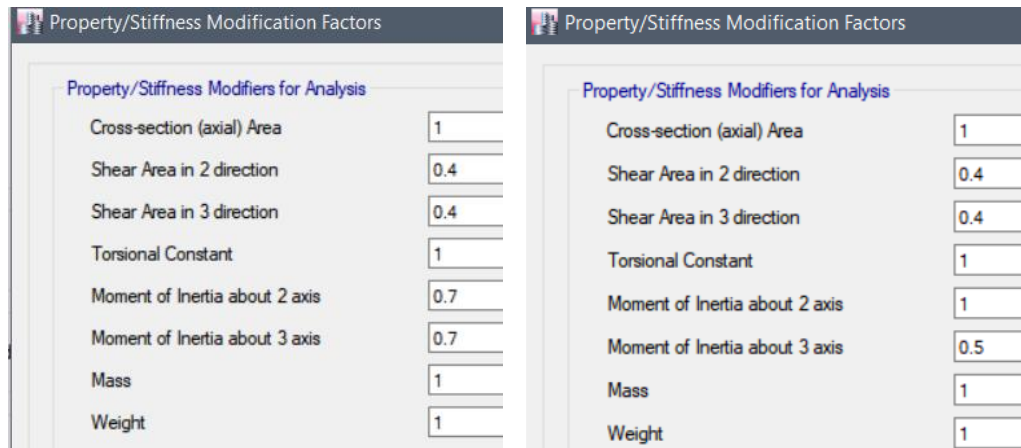 Property/Stiffness Modification Factors
Property/Stiffness Modifiers for Analysis
Cross-section (axial) Area 1
Shear Area in 2 direction 0.4
Shear Area in 3 direction 0.4
Torsional Constant 1
Moment of Inertia about 2 axis 0.7
Moment of Inertia about 3 axis 0.7
Mass 1
Weight 1
Property/Stiffness Modification Factors
Property/Stiffness Modifiers for Analysis
Cross-section (axial) Area 1
Shear Area in 2 direction 0.4
Shear Area in 3 direction 0.4
Torsional Constant 1
Moment of Inertia about 2 axis 1
Moment of Inertia about 3 axis 0.5
Mass 1
Weight 1